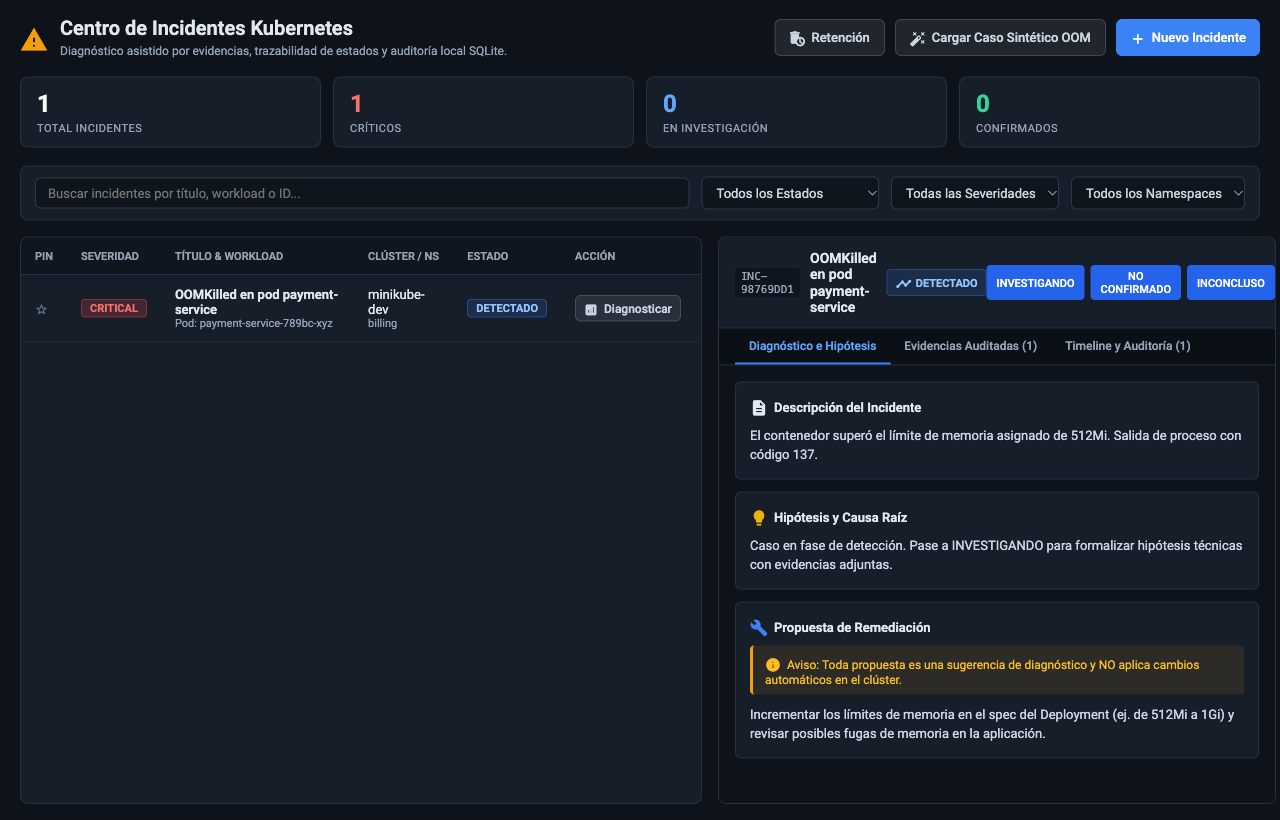 Centro de Incidentes Kubernetes
Diagnóstico asistido por evidencias, trazabilidad de estados y auditoría local SQLite.
Retención
Cargar Caso Sintético OOM
+ Nuevo Incidente
1
TOTAL INCIDENTES
1
CRÍTICOS
0
EN INVESTIGACIÓN
0
CONFIRMADOS
Buscar incidentes por título, workload o ID...
Todos los Estados
Todas las Severidades
Todos los Namespaces
PIN
SEVERIDAD
TÍTULO & WORKLOAD
CLÚSTER / NS
ESTADO
ACCIÓN
CRITICAL
OOMKilled en pod payment-
service
Pod: payment-service-789bc-xyz
minikube-
dev
billing
DETECTADO
Diagnosticar
INC-
98769DD1
OOMKilled
en pod
payment-
service
DETECTADO
INVESTIGANDO
NO
CONFIRMADO
INCONCLUSO
Diagnóstico e Hipótesis
Evidencias Auditadas (1)
Timeline y Auditoría (1)
Descripción del Incidente
El contenedor superó el límite de memoria asignado de 512Mi. Salida de proceso con
código 137.
Hipótesis y Causa Raíz
Caso en fase de detección. Pase a INVESTIGANDO para formalizar hipótesis técnicas
con evidencias adjuntas.
Propuesta de Remediación
Aviso: Toda propuesta es una sugerencia de diagnóstico y NO aplica cambios
automáticos en el clúster.
Incrementar los límites de memoria en el spec del Deployment (ej. de 512Mi a 1Gi) y
revisar posibles fugas de memoria en la aplicación.